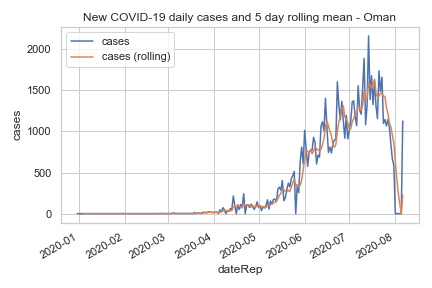 New COVID-19 daily cases and 5 day rolling mean - Oman
cases
cases (rolling)
2000
1500
1000
500
0
cases
2020-01
2020-02
2020-03
2020-04
2020-05
2020-06
2020-07
2020-08
dateRep